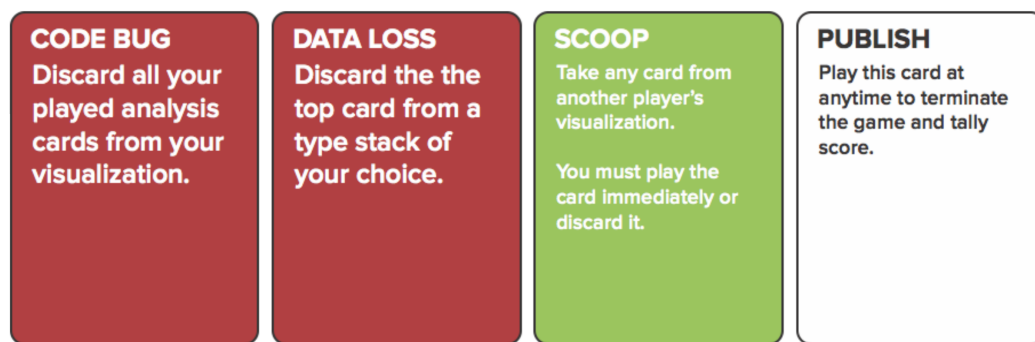 CODE BUG
Discard all your
played analysis
cards from your
visualization.
DATA LOSS
Discard the the
top card from a
type stack of
your choice.
SCOOP
Take any card from
another player's
visualization.
You must play the
card immediately or
discard it.
PUBLISH
Play this card at
anytime to terminate
the game and tally
score.